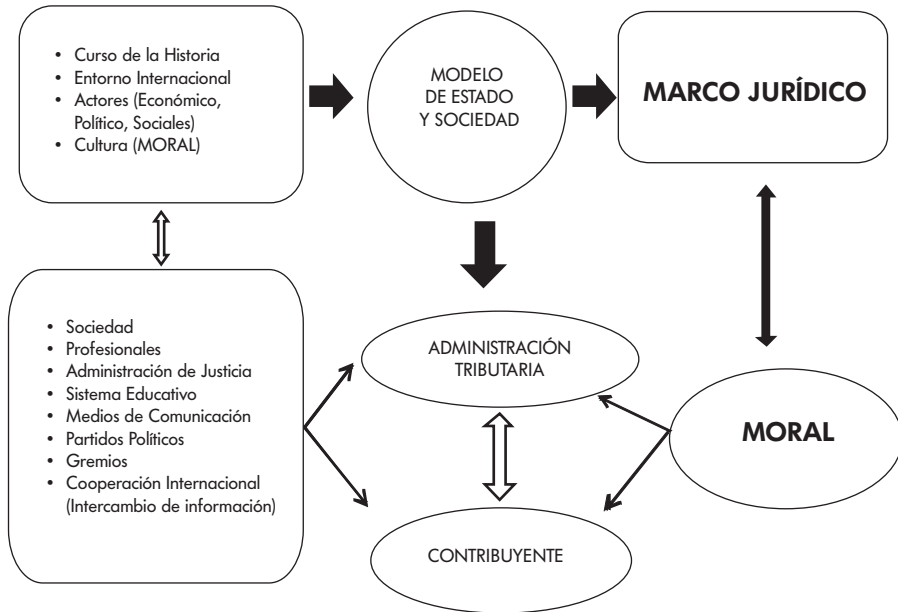 • Curso de la Historia
• Entorno Internacional
• Actores (Económico,
Político, Sociales)
• Cultura (MORAL)
MODELO
DE ESTADO
Y SOCIEDAD
MARCO JURÍDICO
• Sociedad
• Profesionales
• Administración de Justicia
• Sistema Educativo
• Medios de Comunicación
• Partidos Políticos
• Gremios
• Cooperación Internacional
(Intercambio de información)
ADMINISTRACIÓN
TRIBUTARIA
MORAL
CONTRIBUYENTE